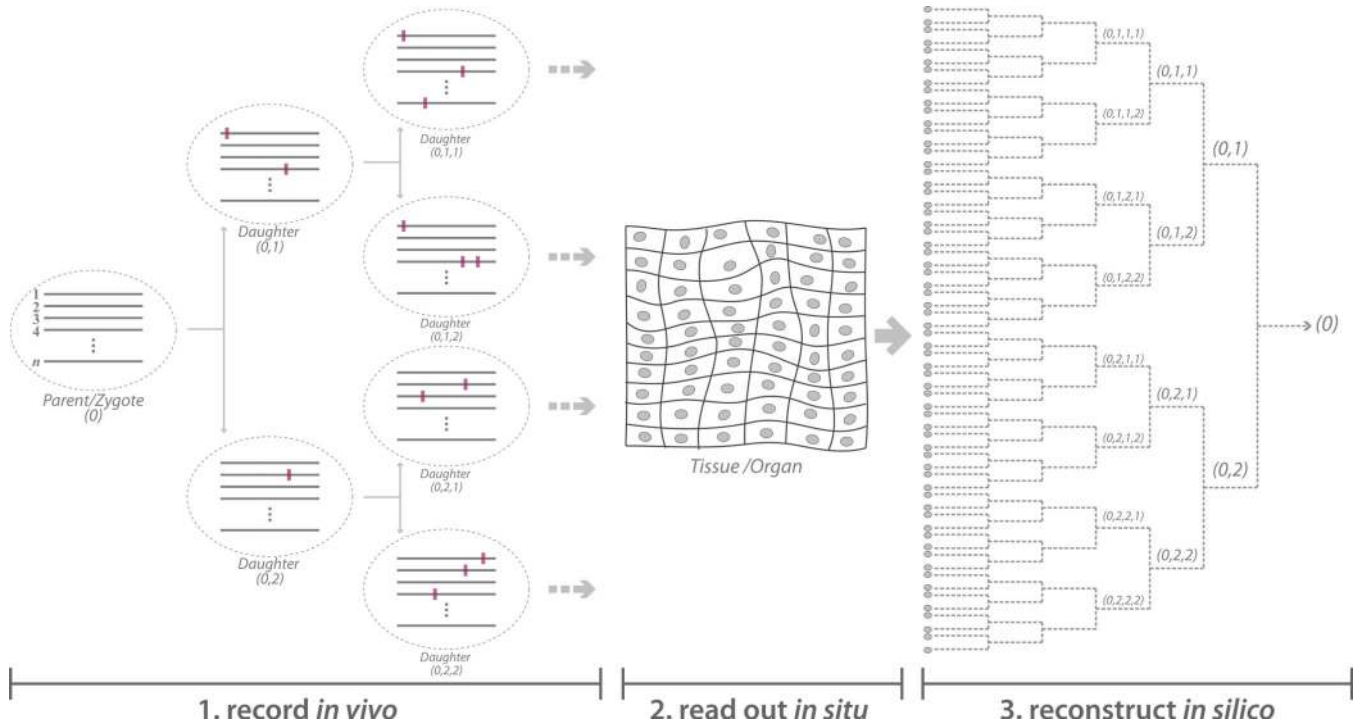 1
2
3
4
n
Parent/Zygote
(0)
Daughter
(0,1)
Daughter
(0,2)
Daughter
(0,1,1)
Daughter
(0,1,2)
Daughter
(0,2,1)
Daughter
(0,2,2)
Tissue /Organ
(0,1,1,1)
(0,1,1)
(0,1,1,2)
(0,1)
(0,1,2,1)
(0,1,2)
(0,1,2,2)
(0)
(0,2,1,1)
(0,2,1)
(0,2,1,2)
(0,2)
(0,2,2,1)
(0,2,2)
(0,2,2,2)
1. record in vivo
2. read out in situ
3. reconstruct in silico